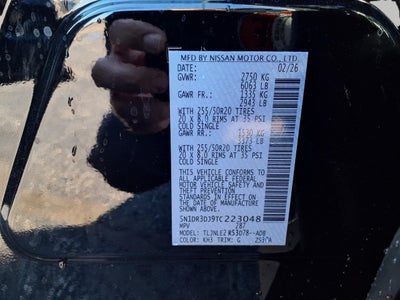 MFD BY NISSAN MOTOR CO., LTD
DATE: 02/26
GVWR: 2750 KG
6063 LB
GAWR FR.: 1335 KG
2943 LB
WITH 255/50R20 TIRES
20 x 8.0 RIMS AT 35 PSI
COLD SINGLE
GAWR RR.: 1530 KG
3373 LB
WITH 255/50R20 TIRES
20 x 8.0 RIMS AT 35 PSI
COLD SINGLE
THIS VEHICLE CONFORMS TO
ALL APPLICABLE FEDERAL
MOTOR VEHICLE SAFETY AND
THEFT PREVENTION
STANDARDS IN EFFECT ON
THE DATE OF MANUFACTURE
SHOWN ABOVE.
5N1DR3DJ9TC223048
MPV
MODEL:
COLOR: KH3 TRIM: G